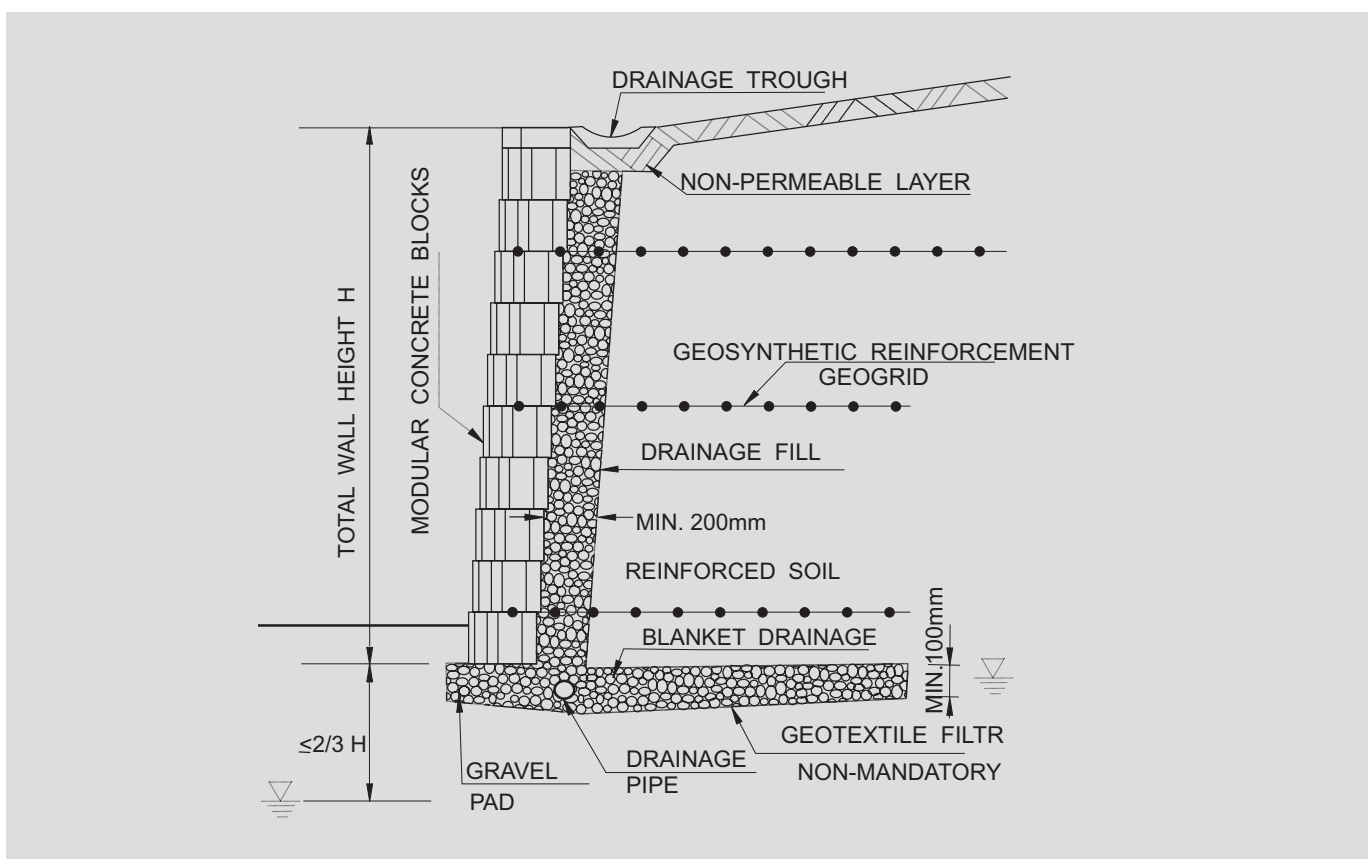 DRAINAGE TROUGH
NON-PERMEABLE LAYER
TOTAL WALL HEIGHT H
MODULAR CONCRETE BLOCKS
GEOSYNTHETIC REINFORCEMENT
GEOGRID
DRAINAGE FILL
MIN. 200mm
REINFORCED SOIL
BLANKET DRAINAGE
MIN.100mm
≤2/3 H
GEOTEXTILE FILTR
NON-MANDATORY
DRAINAGE
PIPE
GRAVEL
PAD